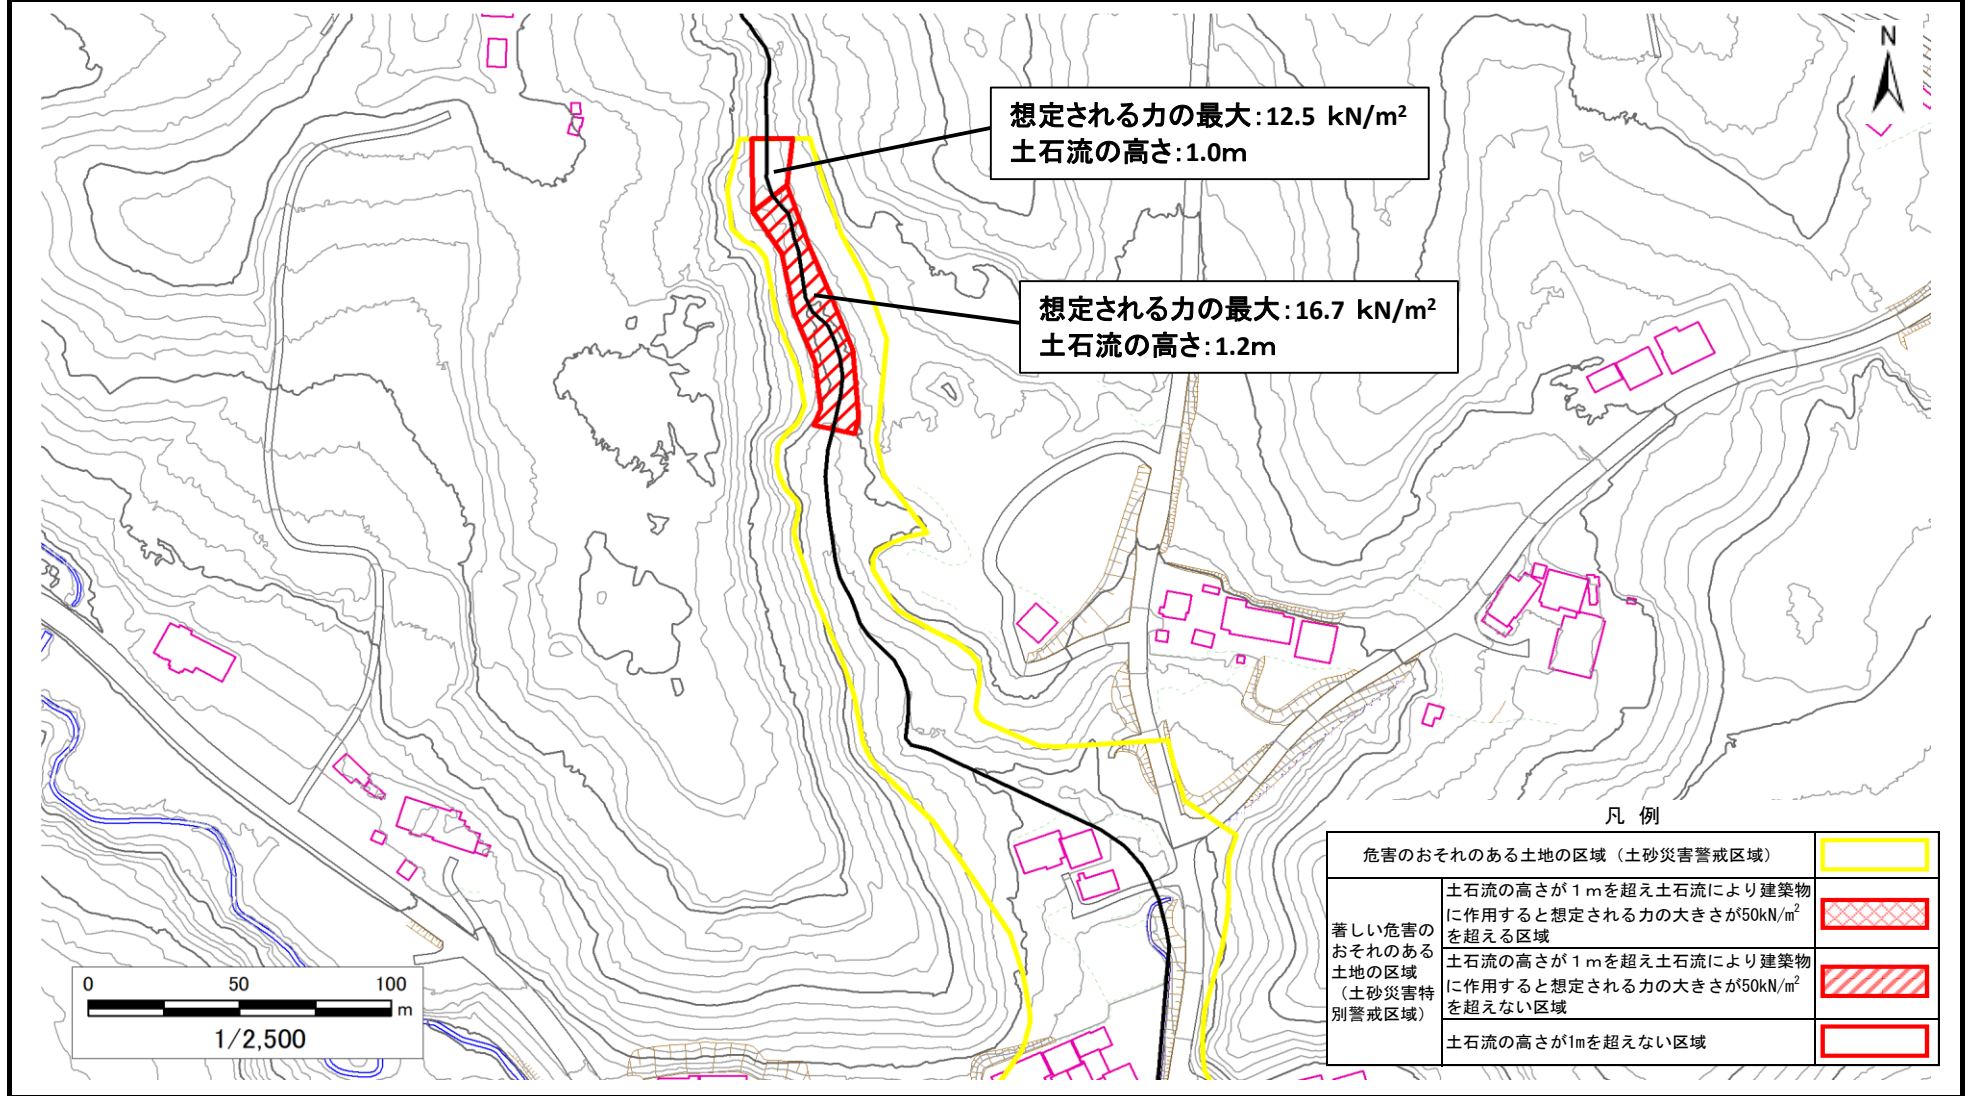 N
想定される力の最大：12.5 kN/m²
土石流の高さ：1.0m
想定される力の最大：16.7 kN/m²
土石流の高さ：1.2m
凡 例
危害のおそれのある土地の区域（土砂災害警戒区域）
著しい危害の
おそれのある
土地の区域
（土砂災害特
別警戒区域）
土石流の高さが１ｍを超え土石流により建築物
に作用すると想定される力の大きさが50kN/m²
を超える区域
土石流の高さが１ｍを超え土石流により建築物
に作用すると想定される力の大きさが50kN/m²
を超えない区域
土石流の高さが1mを超えない区域
0 50 100
m
1/2,500